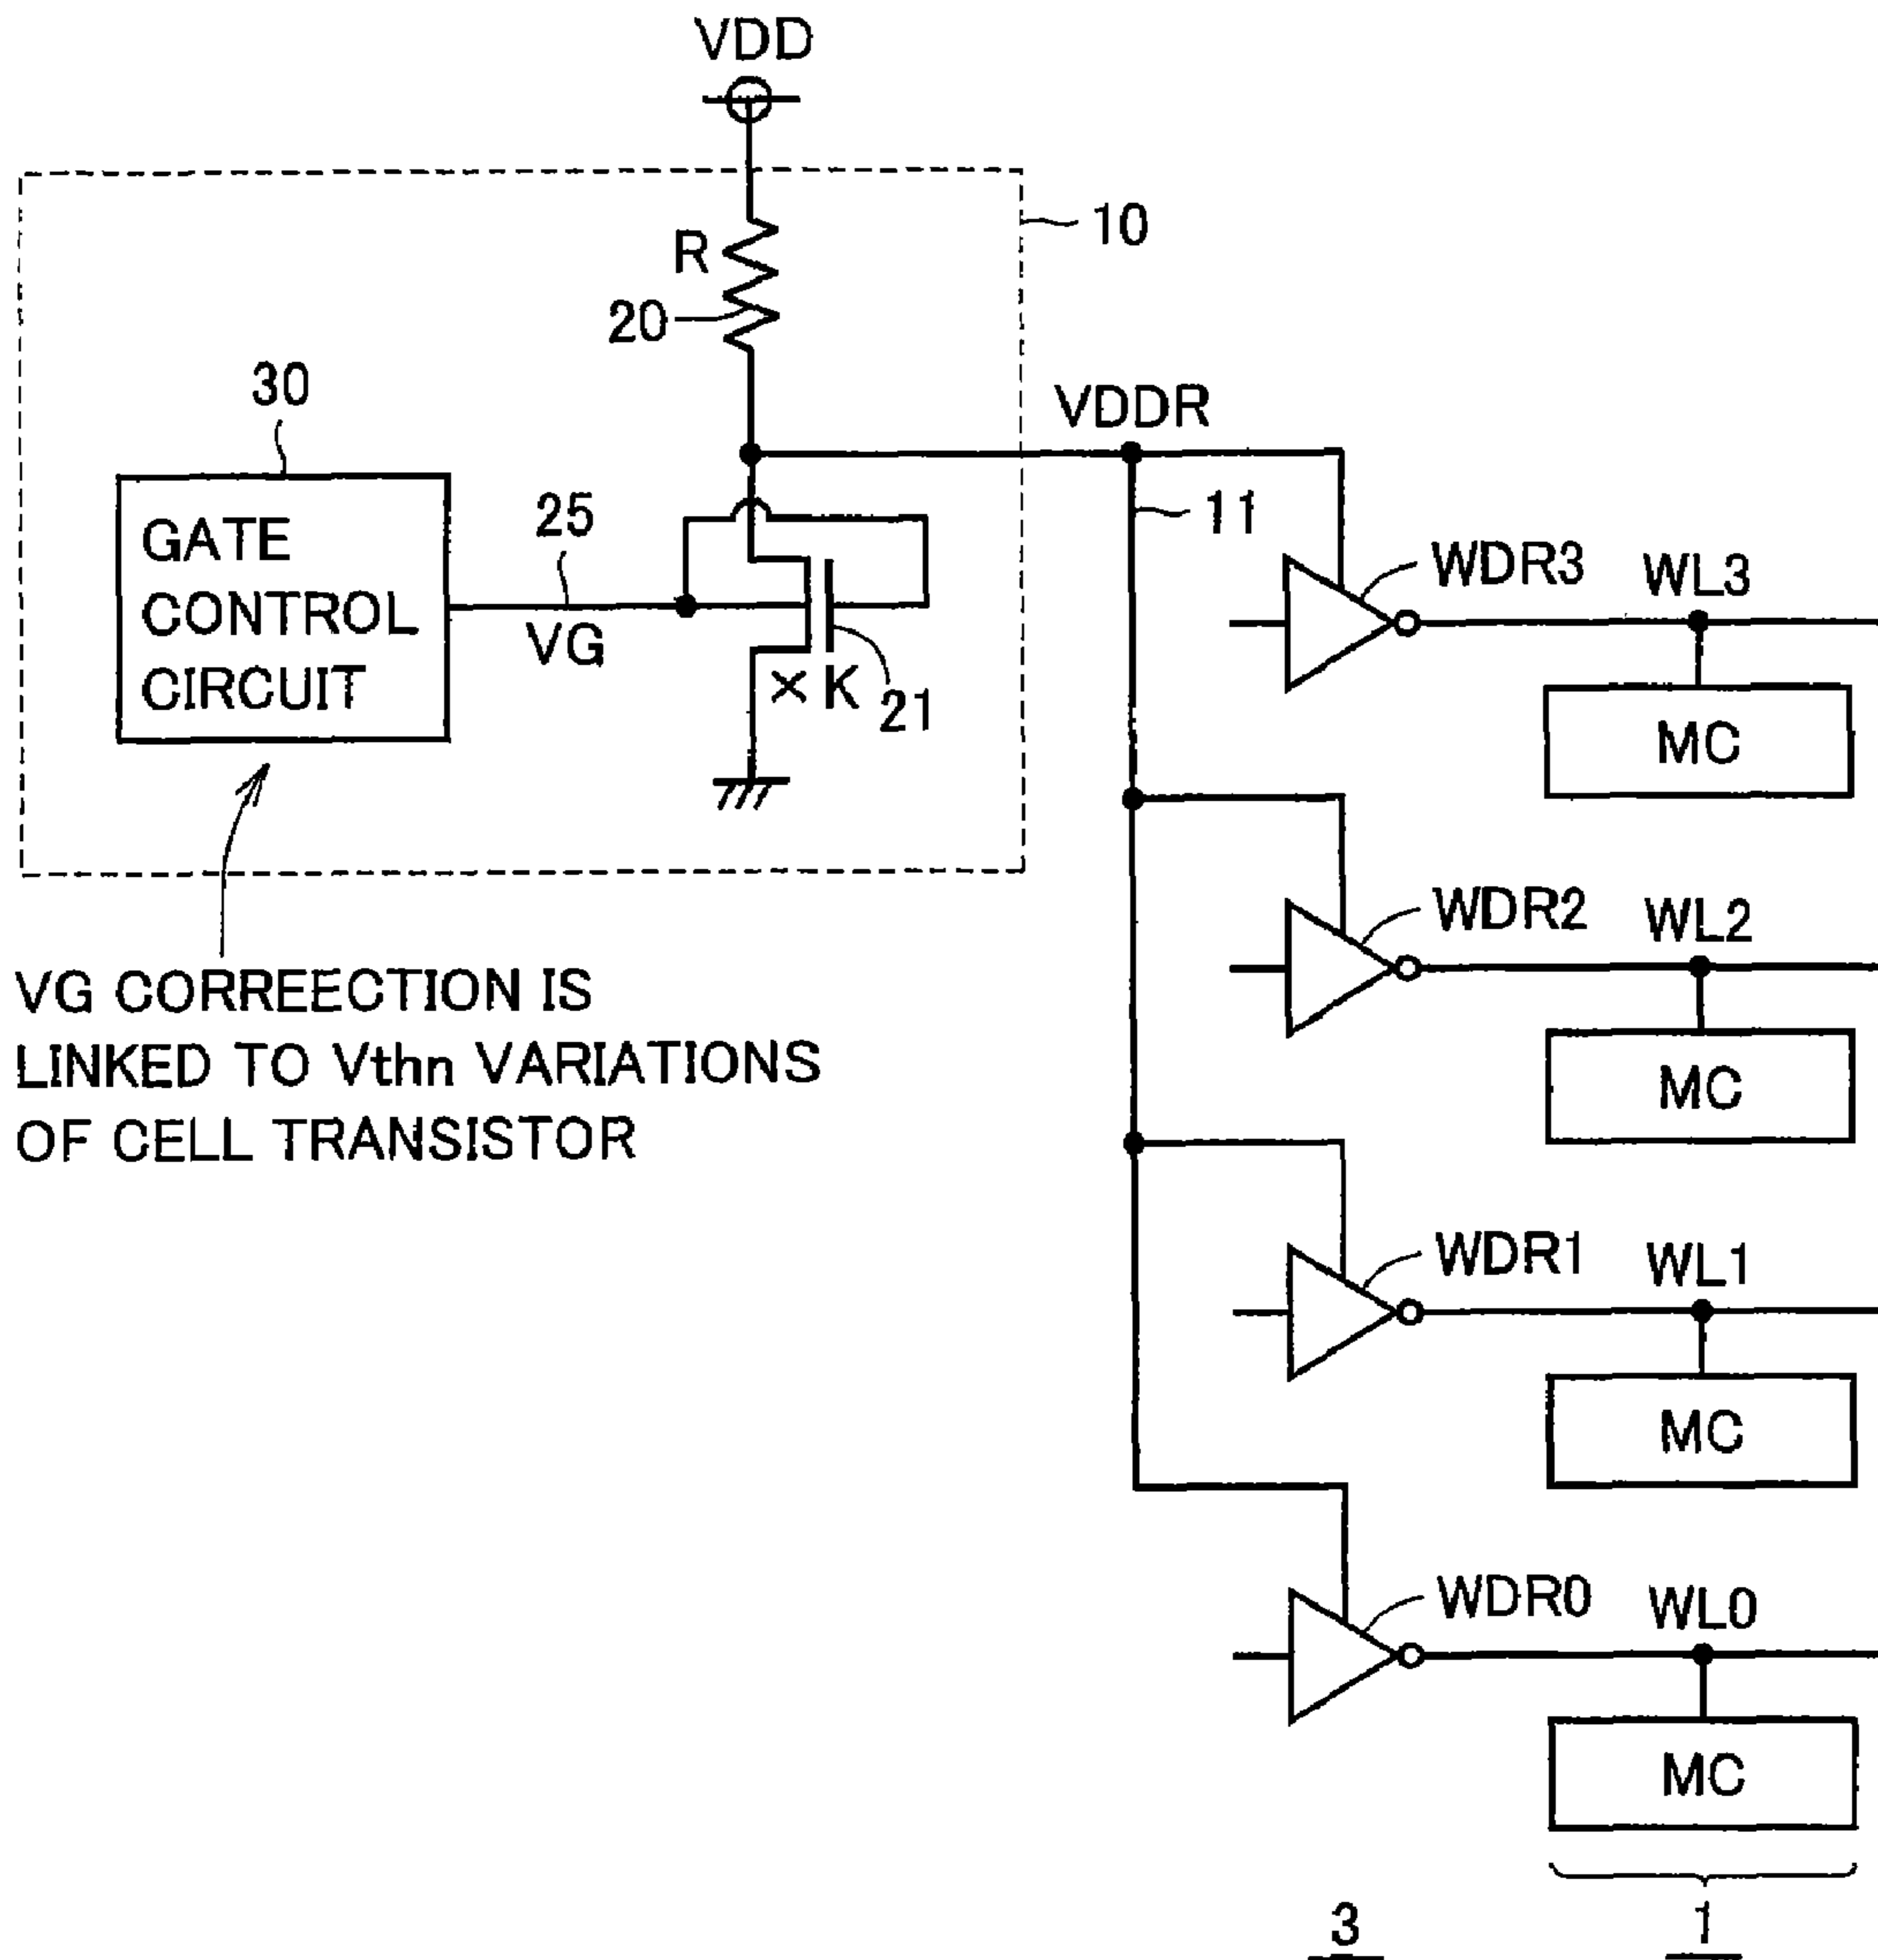 VDD
10
R
20
30
VDDR
GATE
CONTROL
CIRCUIT
25
VG
× K
21
11
WDR3
WL3
MC
WDR2
WL2
MC
VG CORREECTION IS
LINKED TO Vthn VARIATIONS
OF CELL TRANSISTOR
WDR1
WL1
MC
WDR0
WL0
MC
3
1